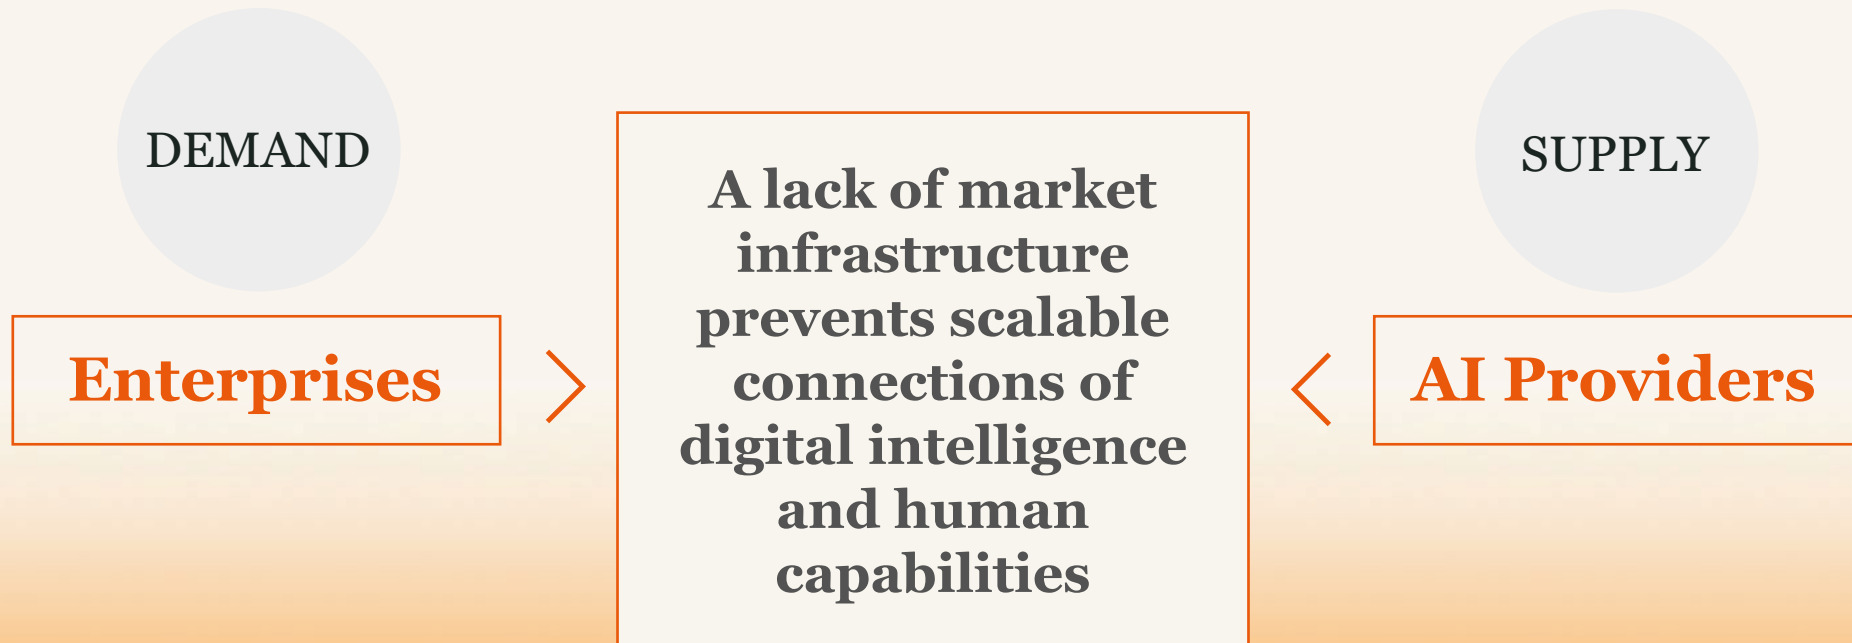 DEMAND
SUPPLY
A lack of market
infrastructure
prevents scalable
connections of
digital intelligence
and human
capabilities
Enterprises
AI Providers